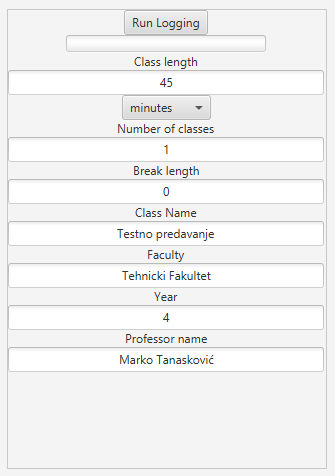 Run Logging
Class length
45
minutes
Number of classes
1
Break length
0
Class Name
Testno predavanje
Faculty
Tehnicki Fakultet
Year
4
Professor name
Marko Tanasković